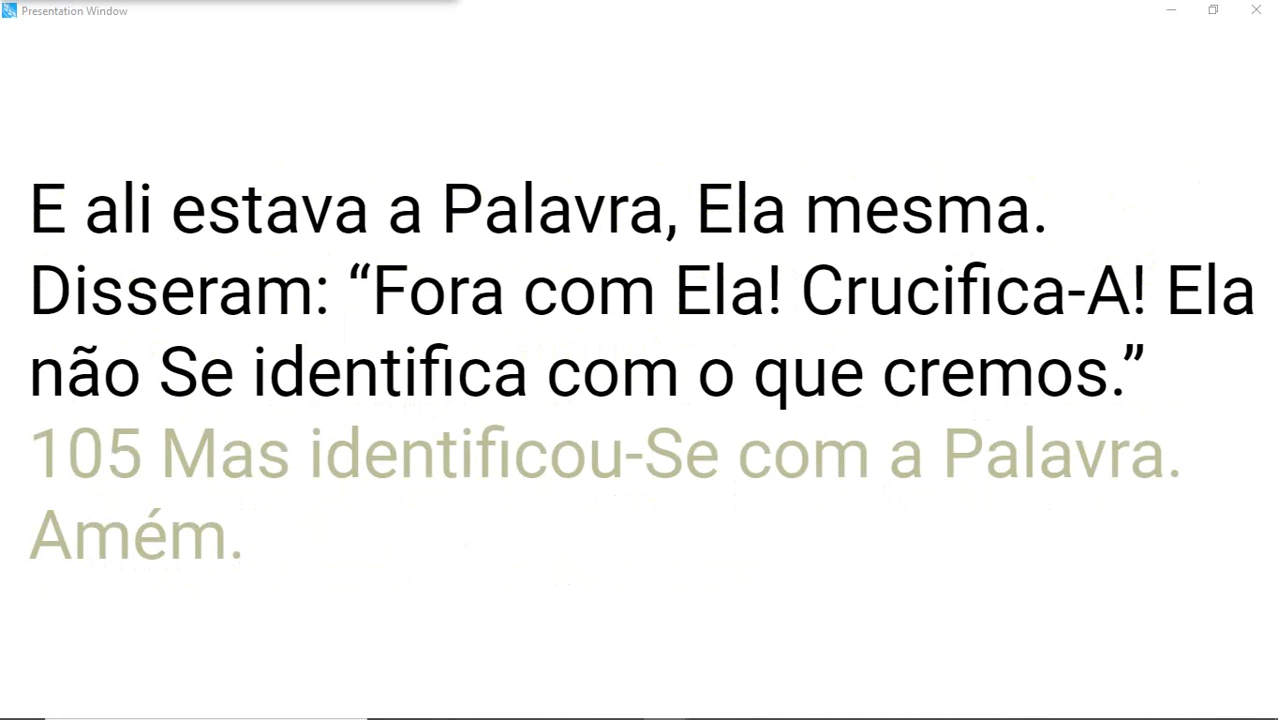 Presentation Window
E ali estava a Palavra, Ela mesma.
Disseram: “Fora com Ela! Crucifica-A! Ela
não Se identifica com o que cremos.”
105 Mas identificou-Se com a Palavra.
Amém.